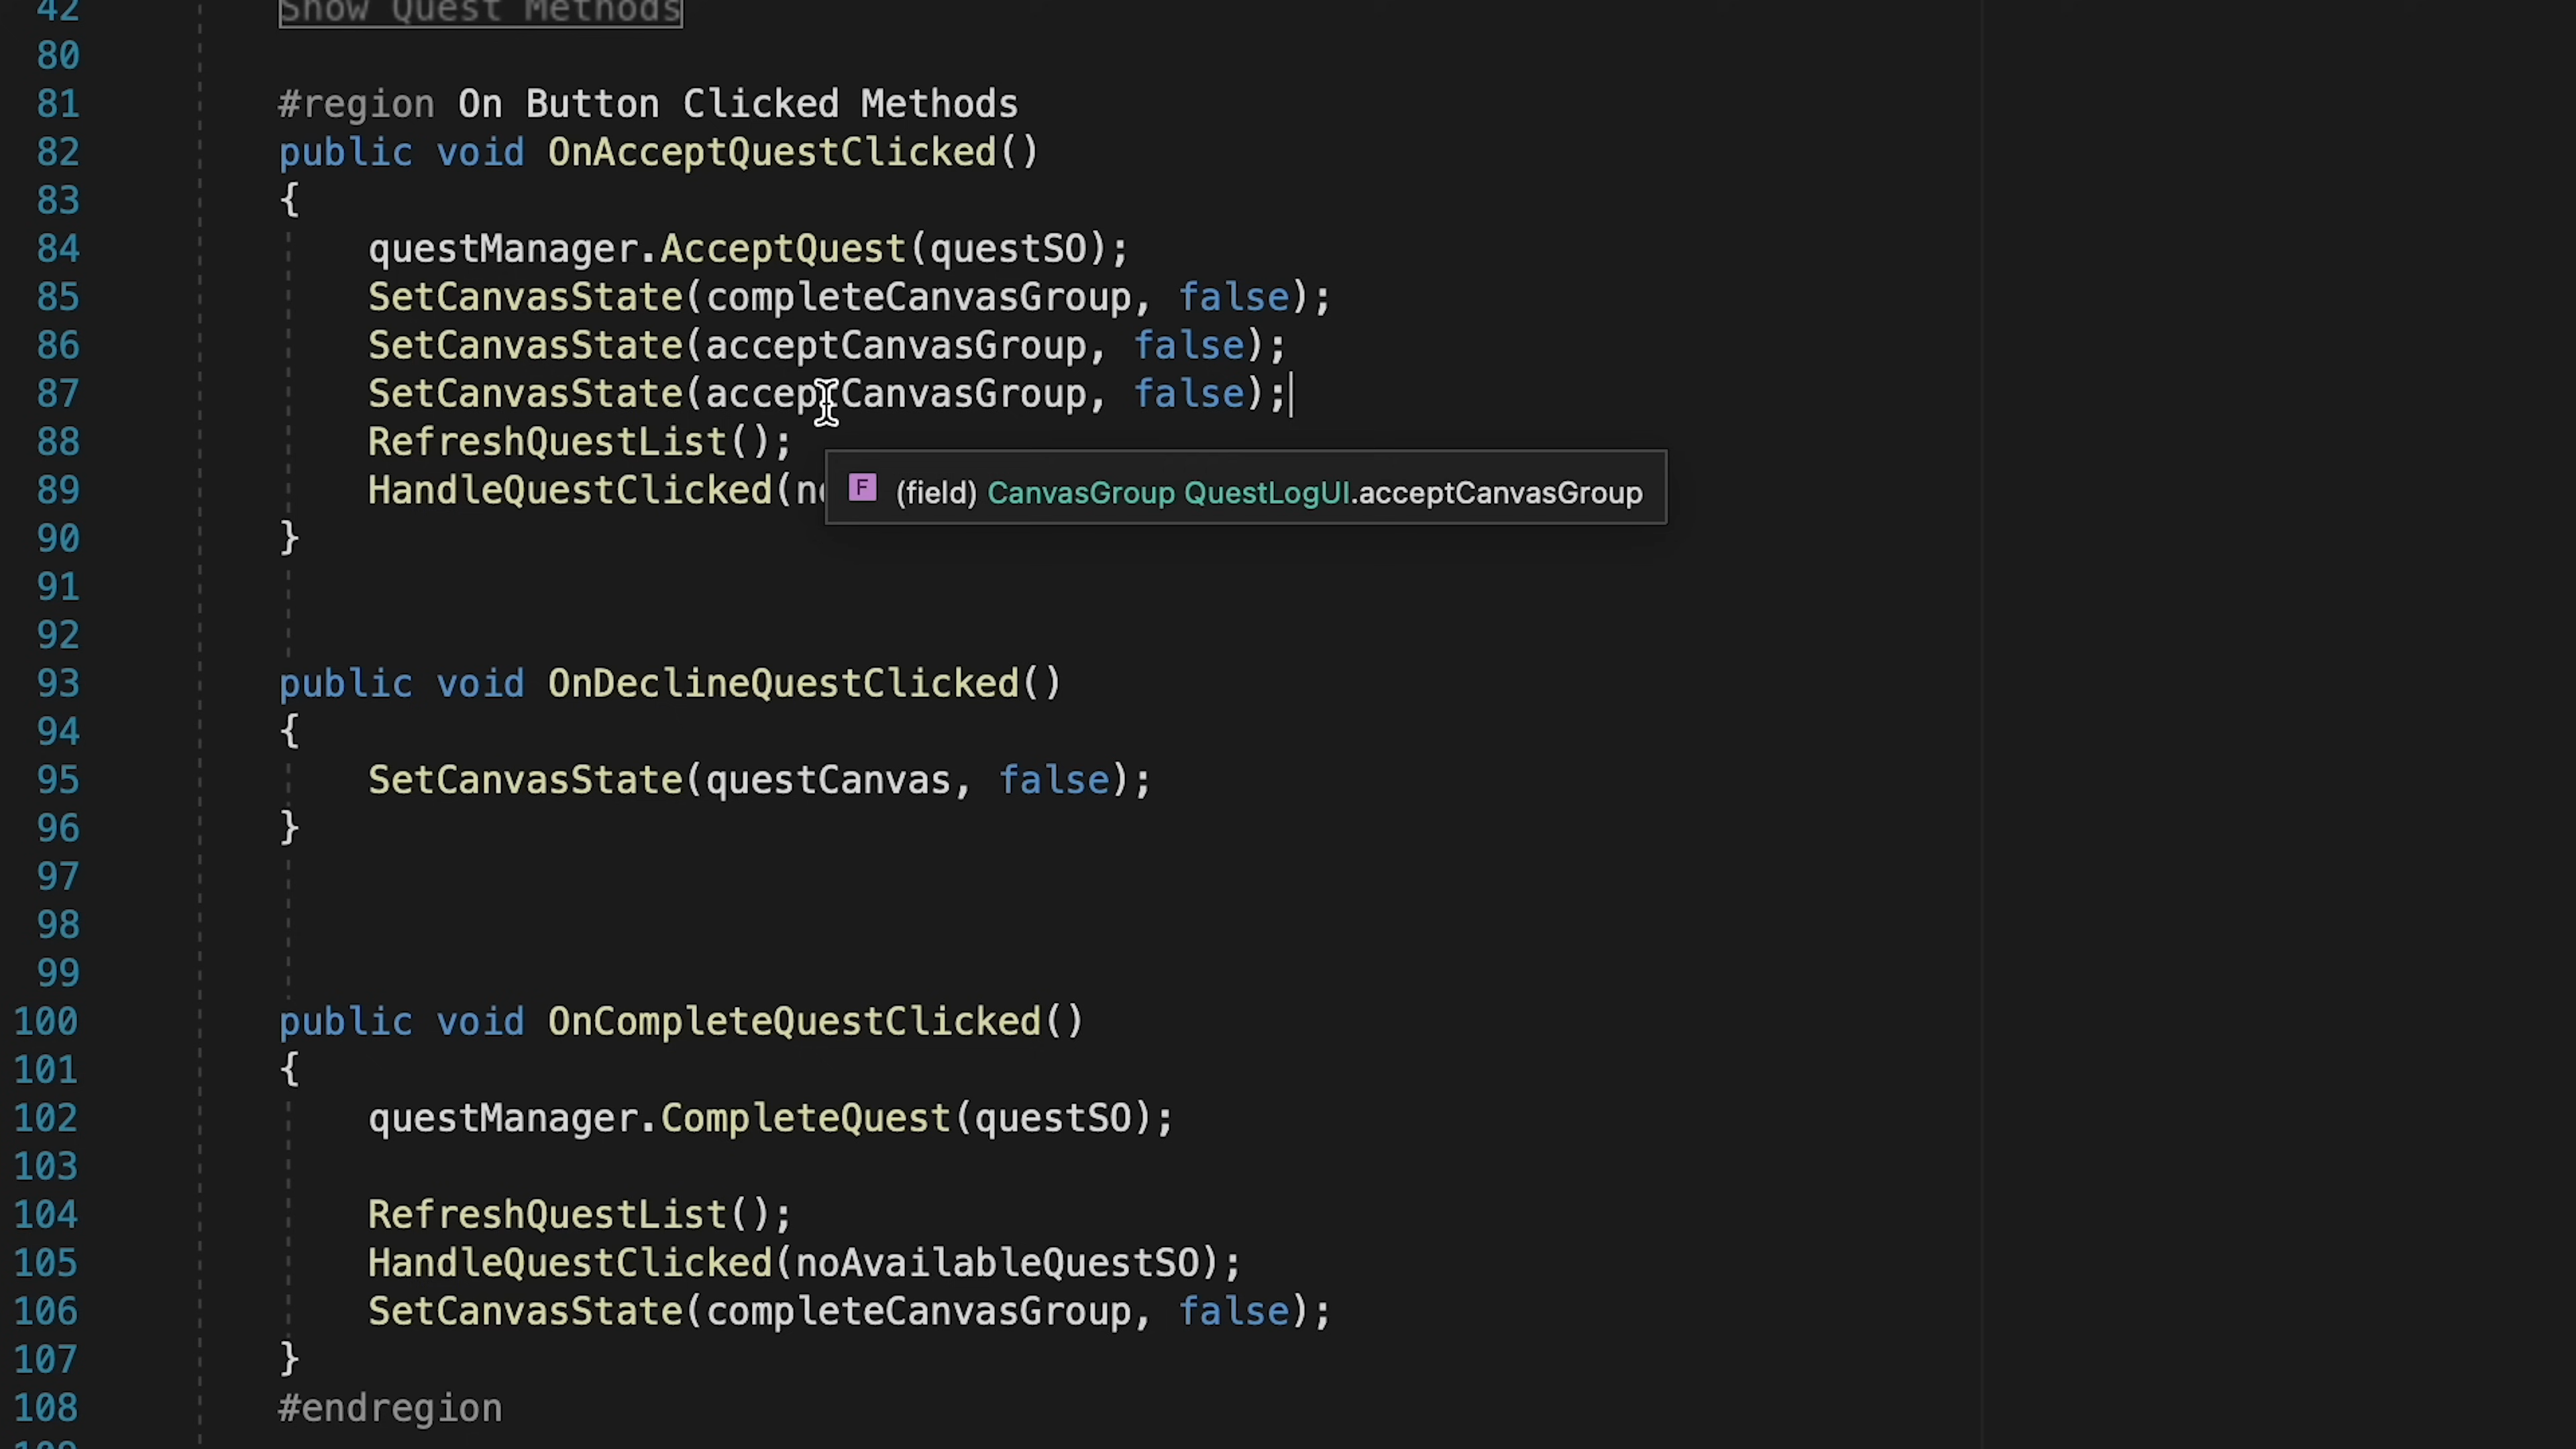 42 Show Quest Methods
80
81 #region On Button Clicked Methods
82 public void OnAcceptQuestClicked()
83 {
84 questManager.AcceptQuest(questSO);
85 SetCanvasState(completeCanvasGroup, false);
86 SetCanvasState(acceptCanvasGroup, false);
87 SetCanvasState(acceptCanvasGroup, false);
88 RefreshQuestList();
89 HandleQuestClicked(
F (field) CanvasGroup QuestLogUI.acceptCanvasGroup
90 }
91
92
93 public void OnDeclineQuestClicked()
94 {
95 SetCanvasState(questCanvas, false);
96 }
97
98
99
100 public void OnCompleteQuestClicked()
101 {
102 questManager.CompleteQuest(questSO);
103
104 RefreshQuestList();
105 HandleQuestClicked(noAvailableQuestSO);
106 SetCanvasState(completeCanvasGroup, false);
107 }
108 #endregion